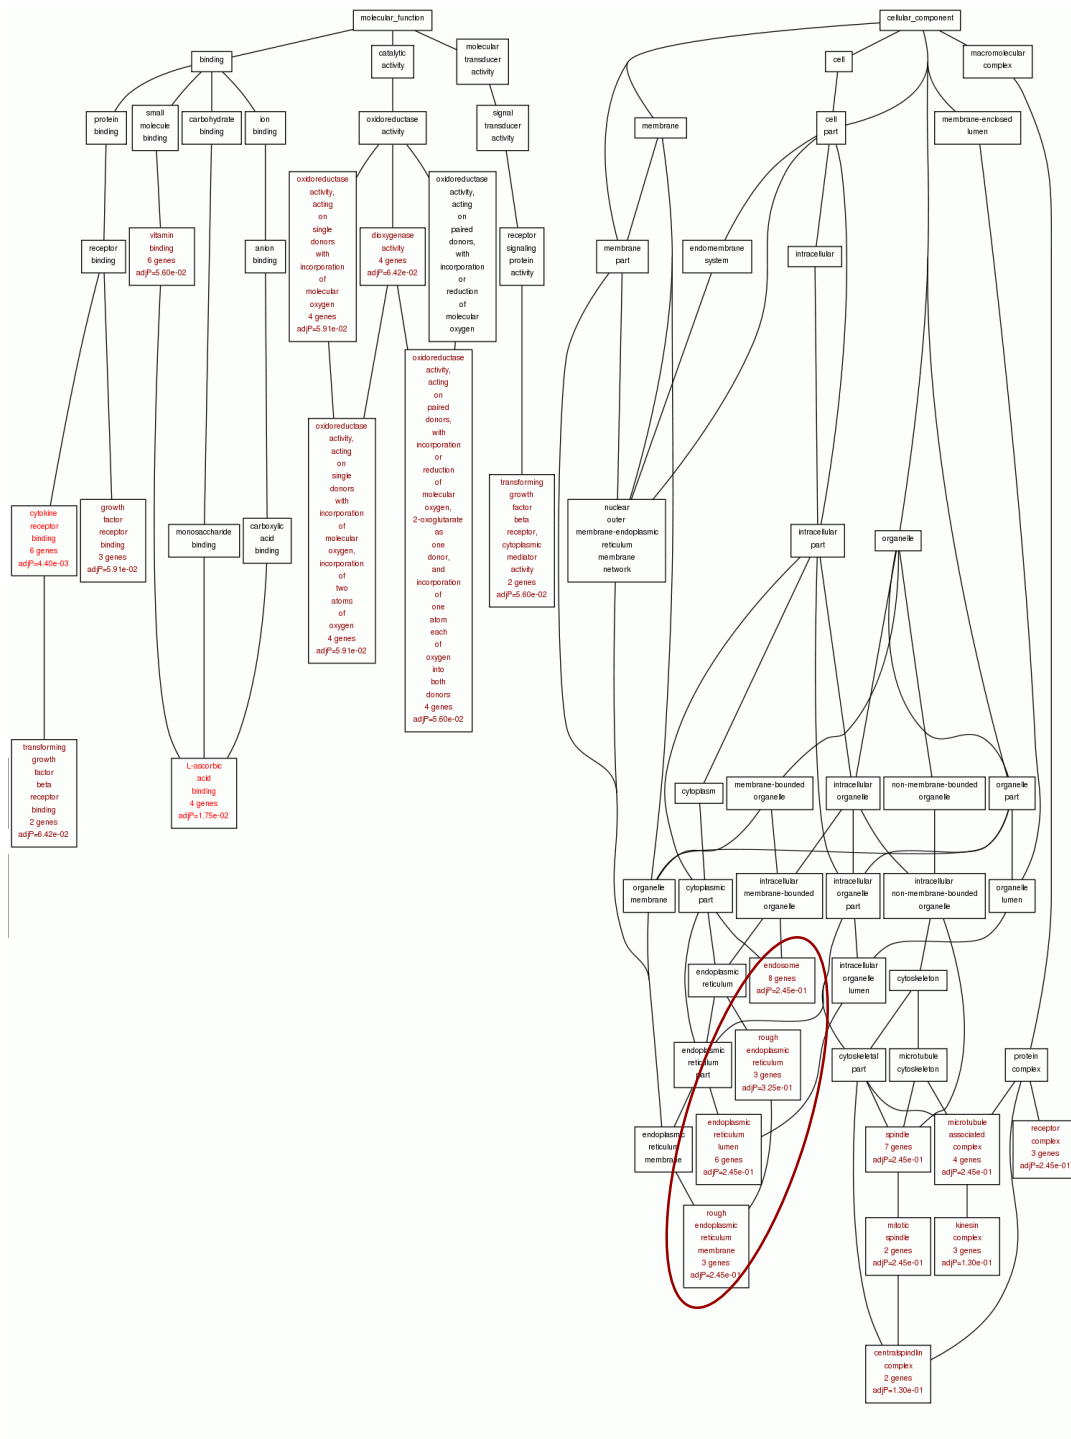 molecular_function
binding
catalytic
activity
molecular
transducer
activity
protein
binding
small
molecule
binding
carbohydrate
binding
ion
binding
oxidoreductase
activity
signal
transducer
activity
oxidoreductase
activity,
acting
on
single
donors
with
incorporation
of
molecular
oxygen
4 genes
adjP=5.91e-02
dioxygenase
activity
4 genes
adjP=6.42e-02
oxidoreductase
activity,
acting
on
paired
donors,
with
incorporation
or
reduction
of
molecular
oxygen
receptor
binding
vitamin
binding
6 genes
adjP=5.60e-02
anion
binding
receptor
signaling
protein
activity
oxidoreductase
activity,
acting
on
single
donors
with
incorporation
of
molecular
oxygen,
incorporation
of
two
atoms
of
oxygen
4 genes
adjP=5.91e-02
oxidoreductase
activity,
acting
on
paired
donors,
with
incorporation
or
reduction
of
molecular
oxygen,
2-oxoglutarate
as
one
donor,
and
incorporation
of
one
atom
each
of
oxygen
into
both
donors
4 genes
adjP=5.60e-02
transforming
growth
factor
beta
receptor,
cytoplasmic
mediator
activity
2 genes
adjP=5.60e-02
cytokine
receptor
binding
6 genes
adjP=4.40e-03
growth
factor
receptor
binding
3 genes
adjP=5.91e-02
monosaccharide
binding
carboxylic
acid
binding
transforming
growth
factor
beta
receptor
binding
2 genes
adjP=6.42e-02
L-ascorbic
acid
binding
4 genes
adjP=1.75e-02
cellular_component
cell
macromolecular
complex
membrane
cell
part
membrane-enclosed
lumen
membrane
part
endomembrane
system
intracellular
nuclear
outer
membrane-endoplasmic
reticulum
membrane
network
intracellular
part
organelle
cytoplasm
membrane-bounded
organelle
intracellular
organelle
non-membrane-bounded
organelle
organelle
part
organelle
membrane
cytoplasmic
part
intracellular
membrane-bounded
organelle
intracellular
organelle
part
intracellular
non-membrane-bounded
organelle
organelle
lumen
endoplasmic
reticulum
endosome
8 genes
adjP=2.45e-01
intracellular
organelle
lumen
cytoskeleton
endoplasmic
reticulum
part
rough
endoplasmic
reticulum
3 genes
adjP=3.25e-01
cytoskeletal
part
microtubule
cytoskeleton
protein
complex
endoplasmic
reticulum
membrane
endoplasmic
reticulum
lumen
6 genes
adjP=2.45e-01
spindle
7 genes
adjP=2.45e-01
microtubule
associated
complex
4 genes
adjP=2.45e-01
receptor
complex
3 genes
adjP=2.45e-01
rough
endoplasmic
reticulum
membrane
3 genes
adjP=2.45e-01
mitotic
spindle
2 genes
adjP=2.45e-01
kinesin
complex
3 genes
adjP=1.30e-01
centralspindlin
complex
2 genes
adjP=1.30e-01